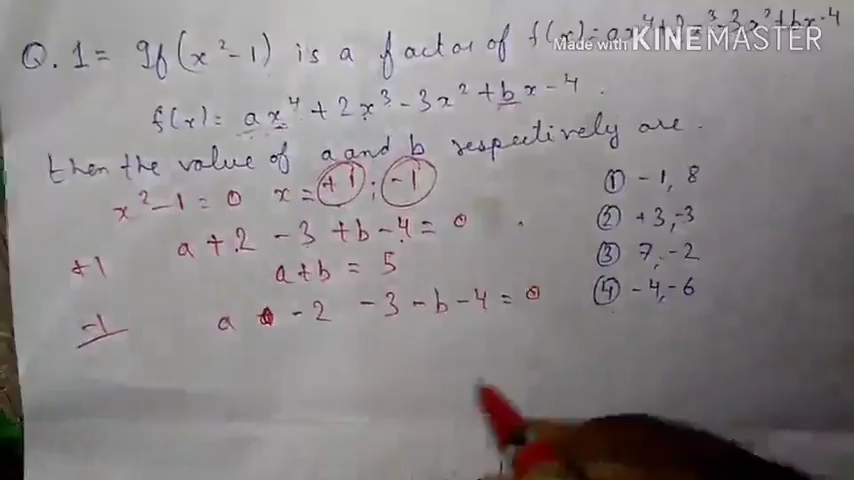 Q. 1 = If (x²-1) is a factor of f(x)= ax⁴+2x³-3x²+bx-4
Made with KINEMASTER
f(x)= ax⁴+2x³-3x²+bx-4.
then the value of a and b respectively are.
x²-1=0 x= +1, -1
a+2-3+b-4=0
+1 a+b=5
-1 a -2 -3-b-4=0
① -1, 8
② +3,-3
③ 7,-2
④ -4,-6